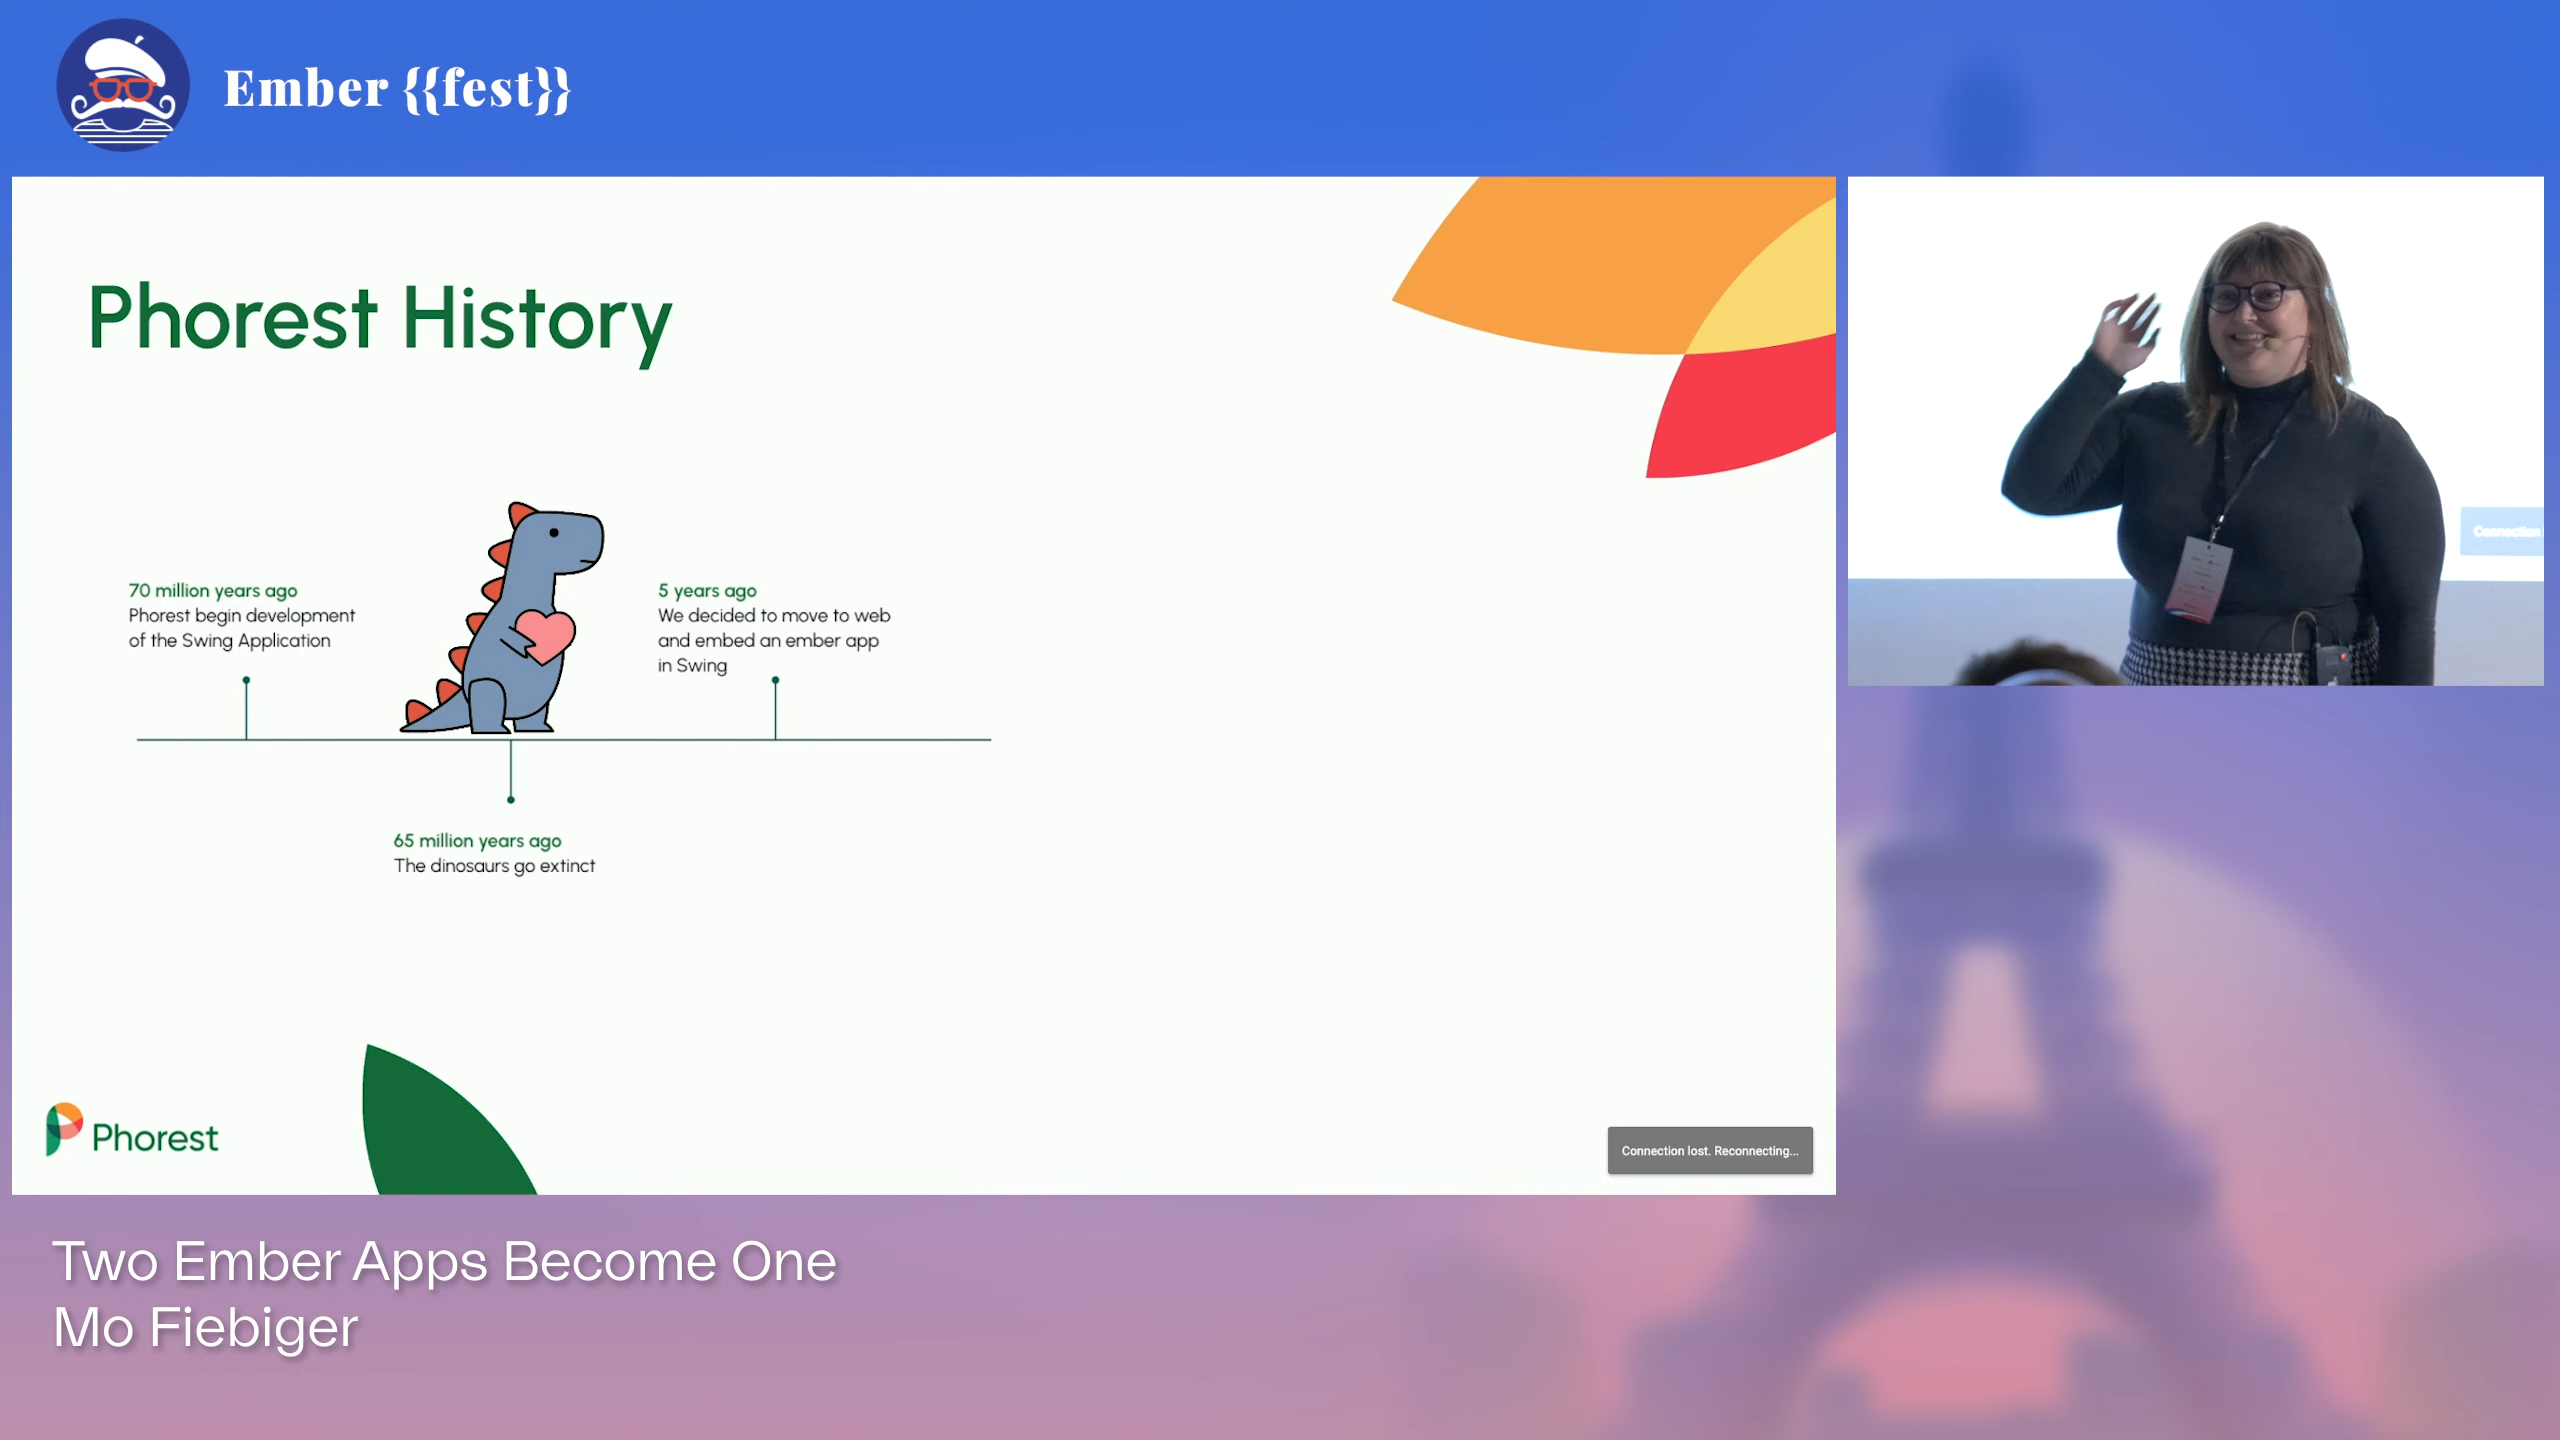 Ember {{fest}}
Phorest History
70 million years ago
Phorest begin development
of the Swing Application
5 years ago
We decided to move to web
and embed an ember app
in Swing
65 million years ago
The dinosaurs go extinct
Phorest
Connection lost. Reconnecting...
Connection
Two Ember Apps Become One
Mo Fiebiger